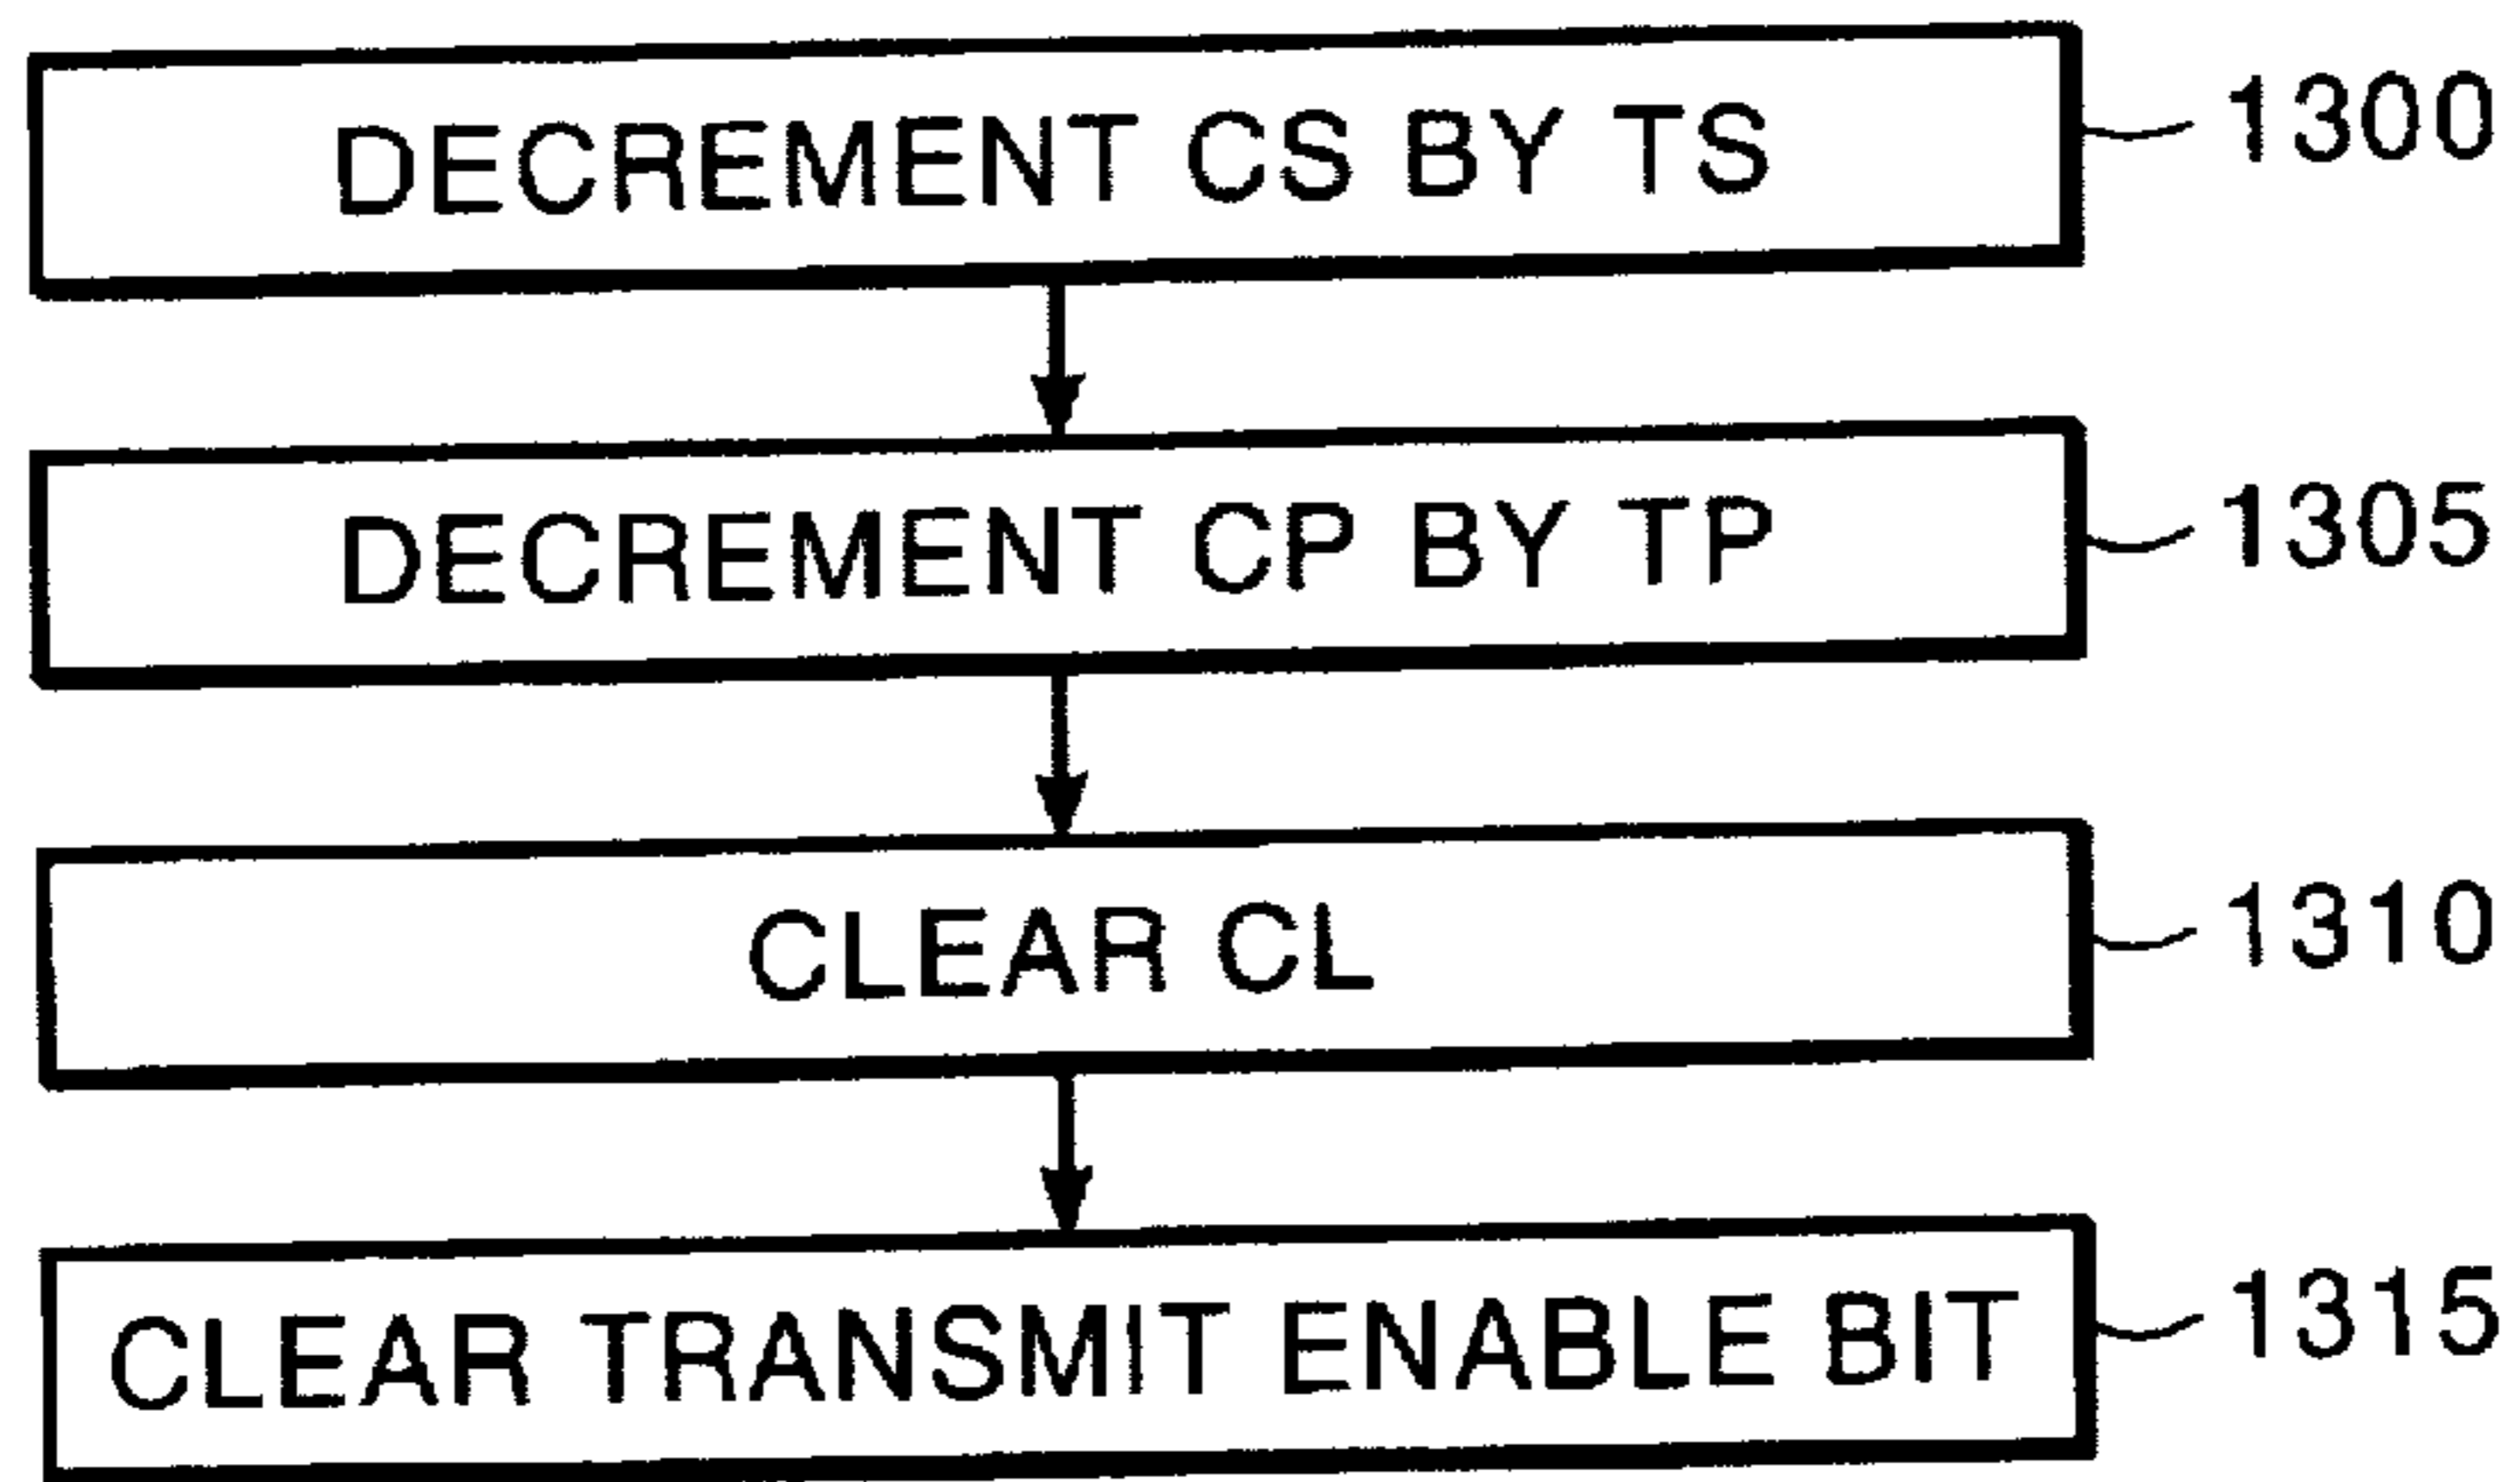 DECREMENT CS BY TS 1300
DECREMENT CP BY TP 1305
CLEAR CL 1310
CLEAR TRANSMIT ENABLE BIT 1315